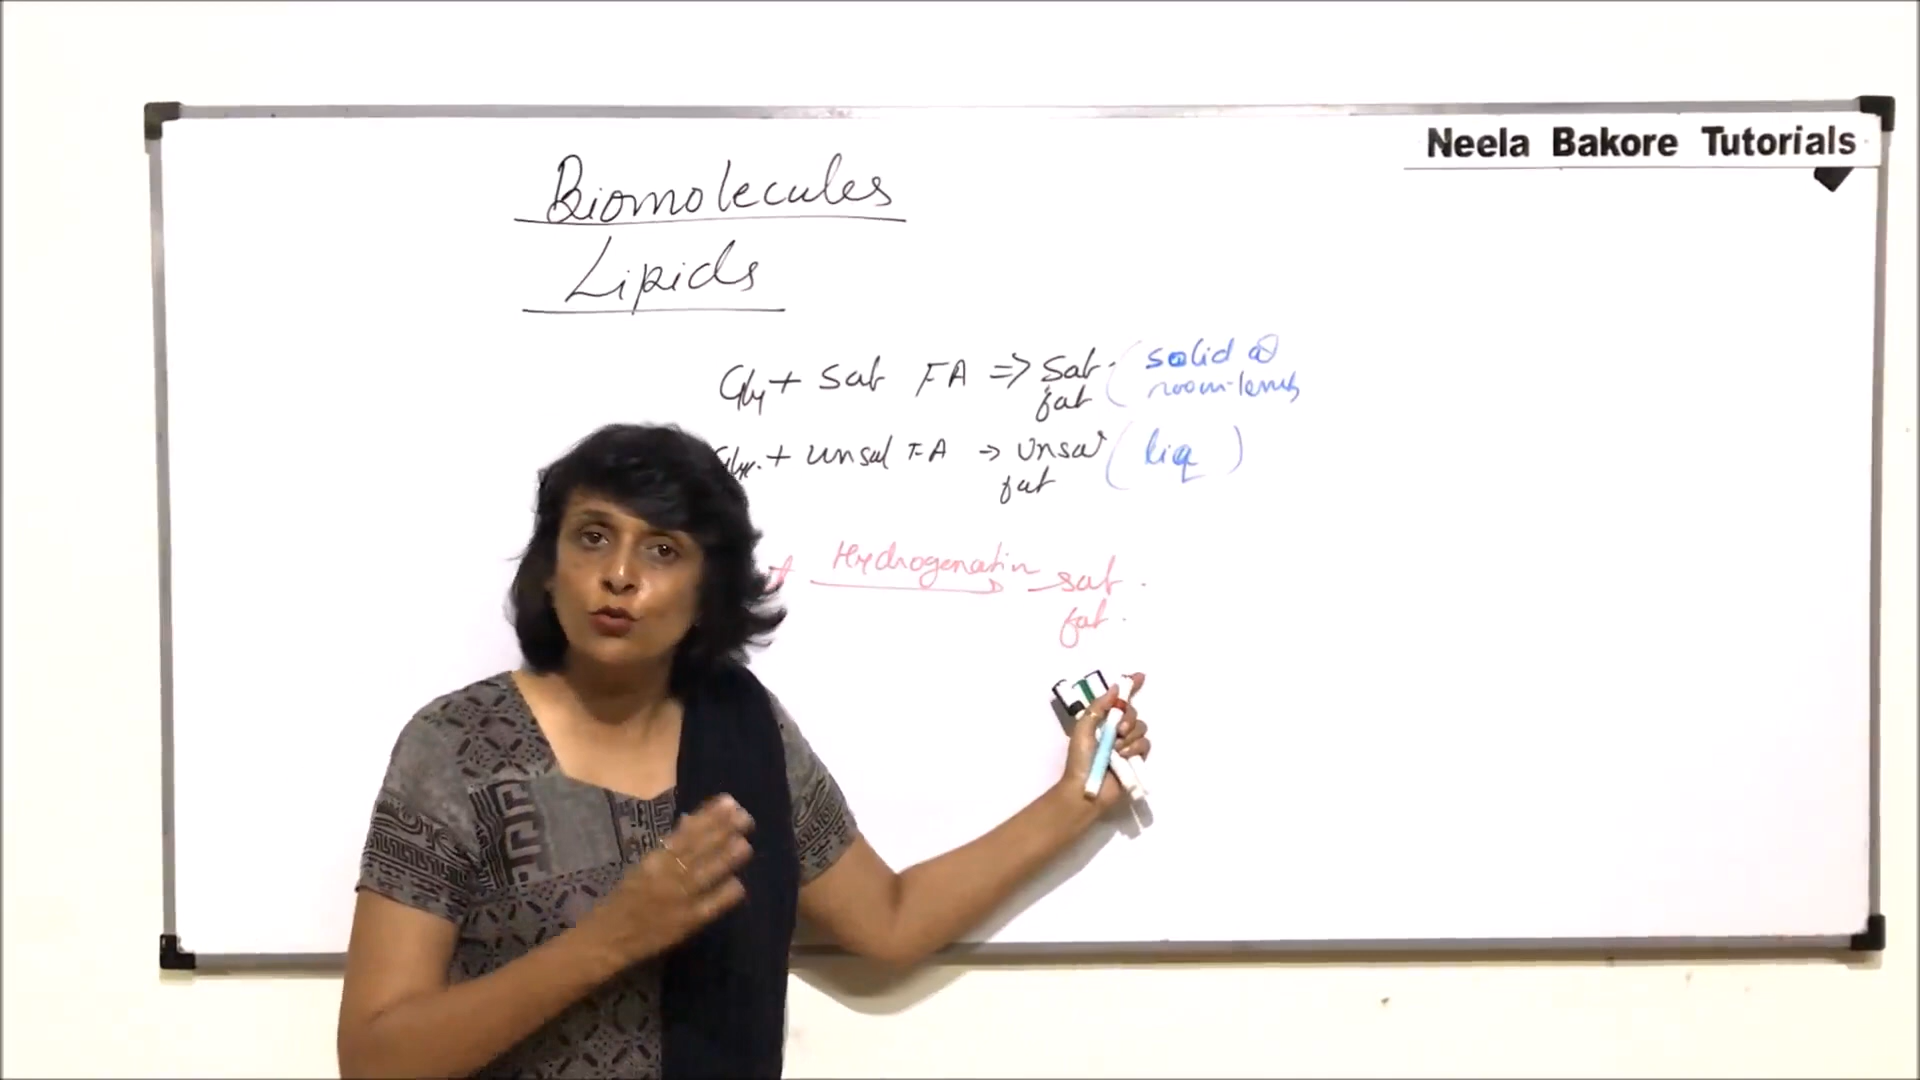 Neela Bakore Tutorials
Biomolecules
Lipids
Gly + Sat FA => Sat. (solid @
fat room temp
+ unsat FA -> Unsat (liq)
fat
Hydrogenation sat.
fat.